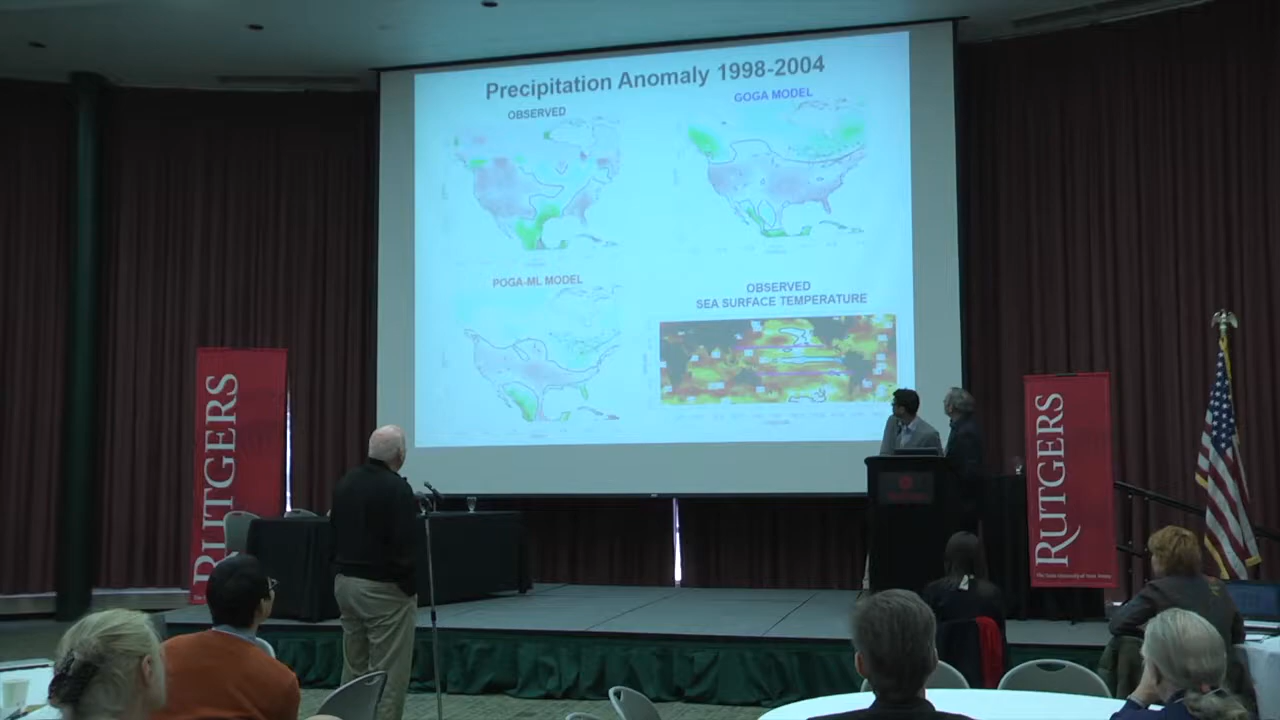 Precipitation Anomaly 1998-2004
OBSERVED
GOGA MODEL
POGA-ML MODEL
OBSERVED
SEA SURFACE TEMPERATURE
RUTGERS
RUTGERS